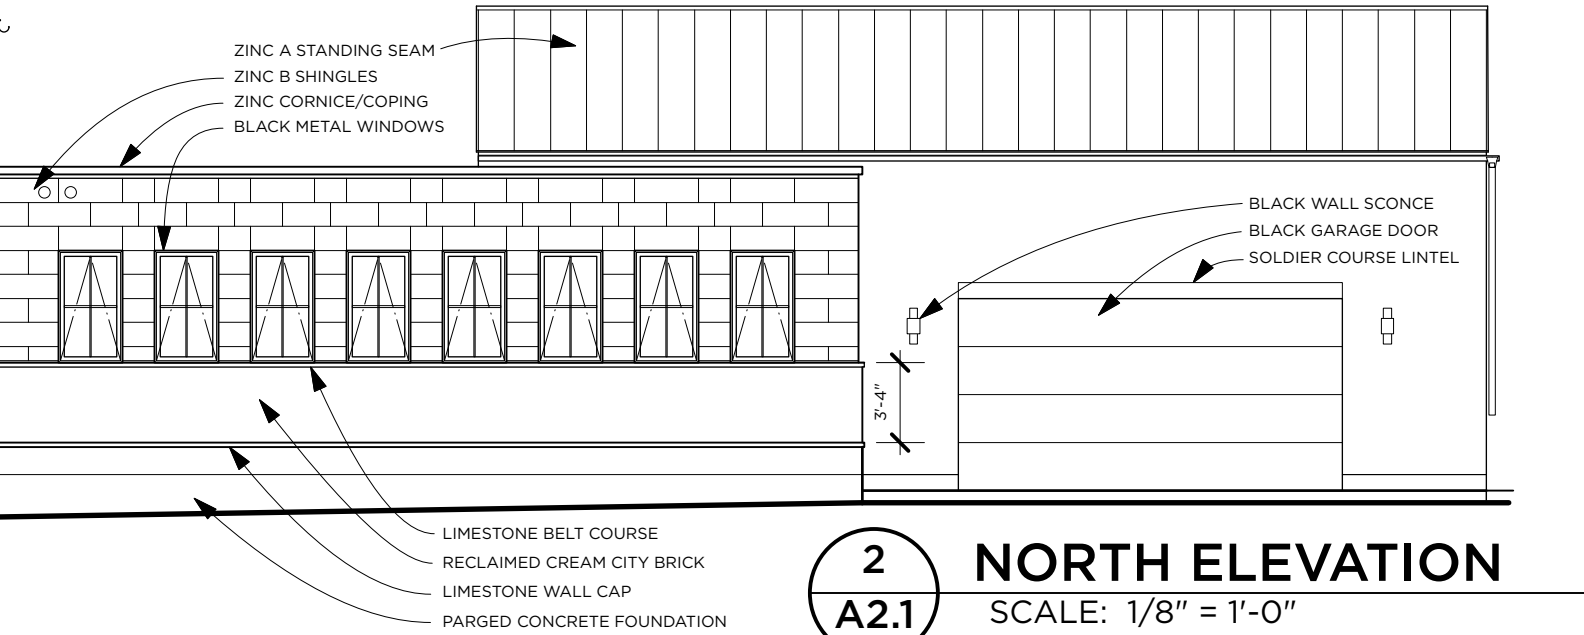 ZINC A STANDING SEAM
ZINC B SHINGLES
ZINC CORNICE/COPING
BLACK METAL WINDOWS
BLACK WALL SCONCE
BLACK GARAGE DOOR
SOLDIER COURSE LINTEL
3'-4"
LIMESTONE BELT COURSE
RECLAIMED CREAM CITY BRICK
LIMESTONE WALL CAP
PARGED CONCRETE FOUNDATION
2
A2.1
NORTH ELEVATION
SCALE: 1/8" = 1'-0"